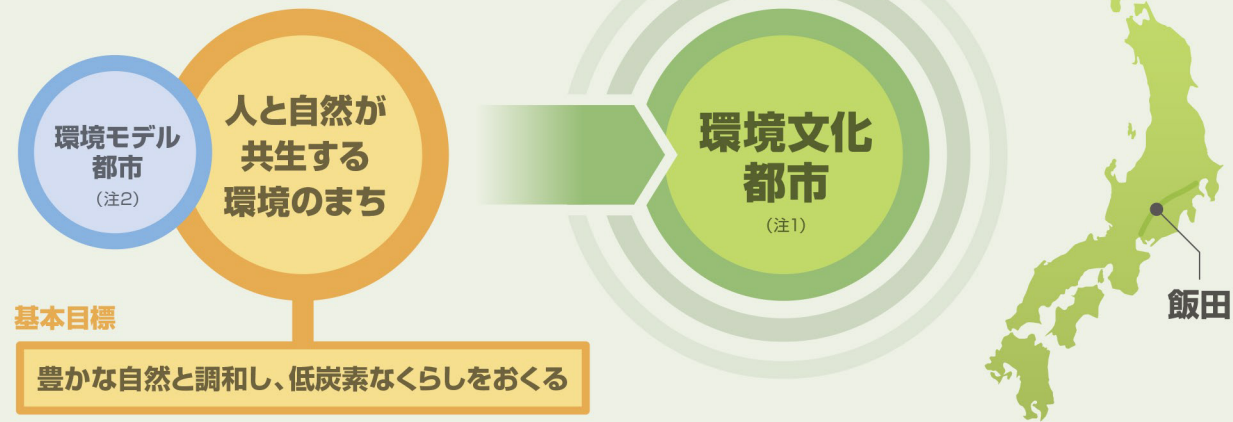 環境モデル
都市
（注2）
人と自然が
共生する
環境のまち
環境文化
都市
（注1）
飯田
基本目標
豊かな自然と調和し、低炭素なくらしをおくる